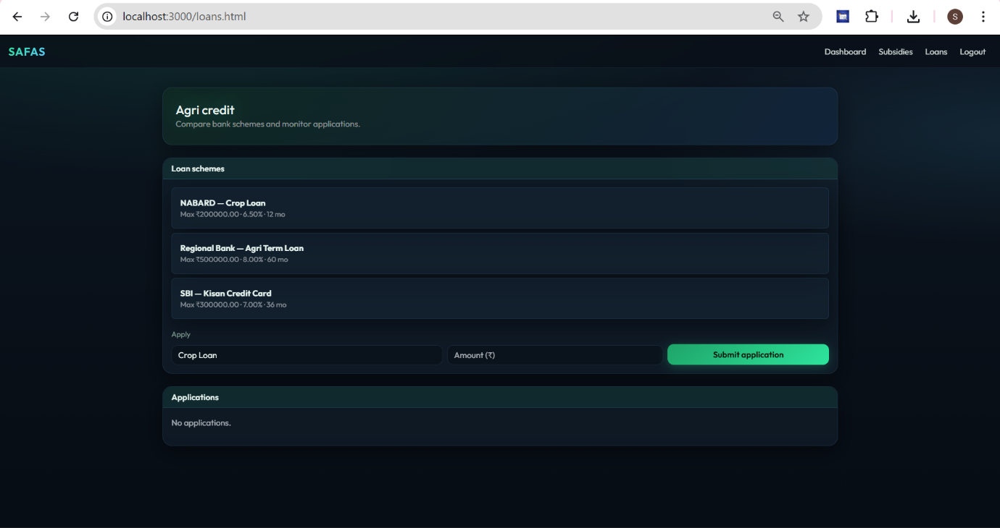 localhost:3000/loans.html
S
SAFAS
Dashboard Subsidies Loans Logout
Agri credit
Compare bank schemes and monitor applications.
Loan schemes
NABARD — Crop Loan
Max ₹200000.00 · 6.50% · 12 mo
Regional Bank — Agri Term Loan
Max ₹500000.00 · 8.00% · 60 mo
SBI — Kisan Credit Card
Max ₹300000.00 · 7.00% · 36 mo
Apply
Crop Loan Amount (₹) Submit application
Applications
No applications.